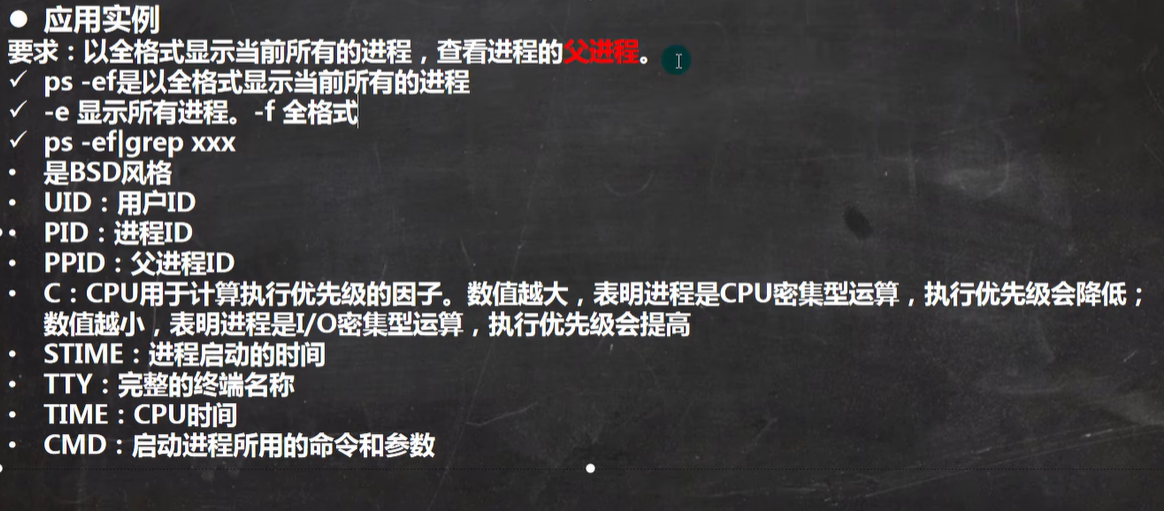 ● 应用实例
要求：以全格式显示当前所有的进程，查看进程的父进程。
✓ ps -ef是以全格式显示当前所有的进程
✓ -e 显示所有进程。-f 全格式
✓ ps -ef|grep xxx
• 是BSD风格
• UID：用户ID
• PID：进程ID
• PPID：父进程ID
• C：CPU用于计算执行优先级的因子。数值越大，表明进程是CPU密集型运算，执行优先级会降低；
数值越小，表明进程是I/O密集型运算，执行优先级会提高
• STIME：进程启动的时间
• TTY：完整的终端名称
• TIME：CPU时间
• CMD：启动进程所用的命令和参数